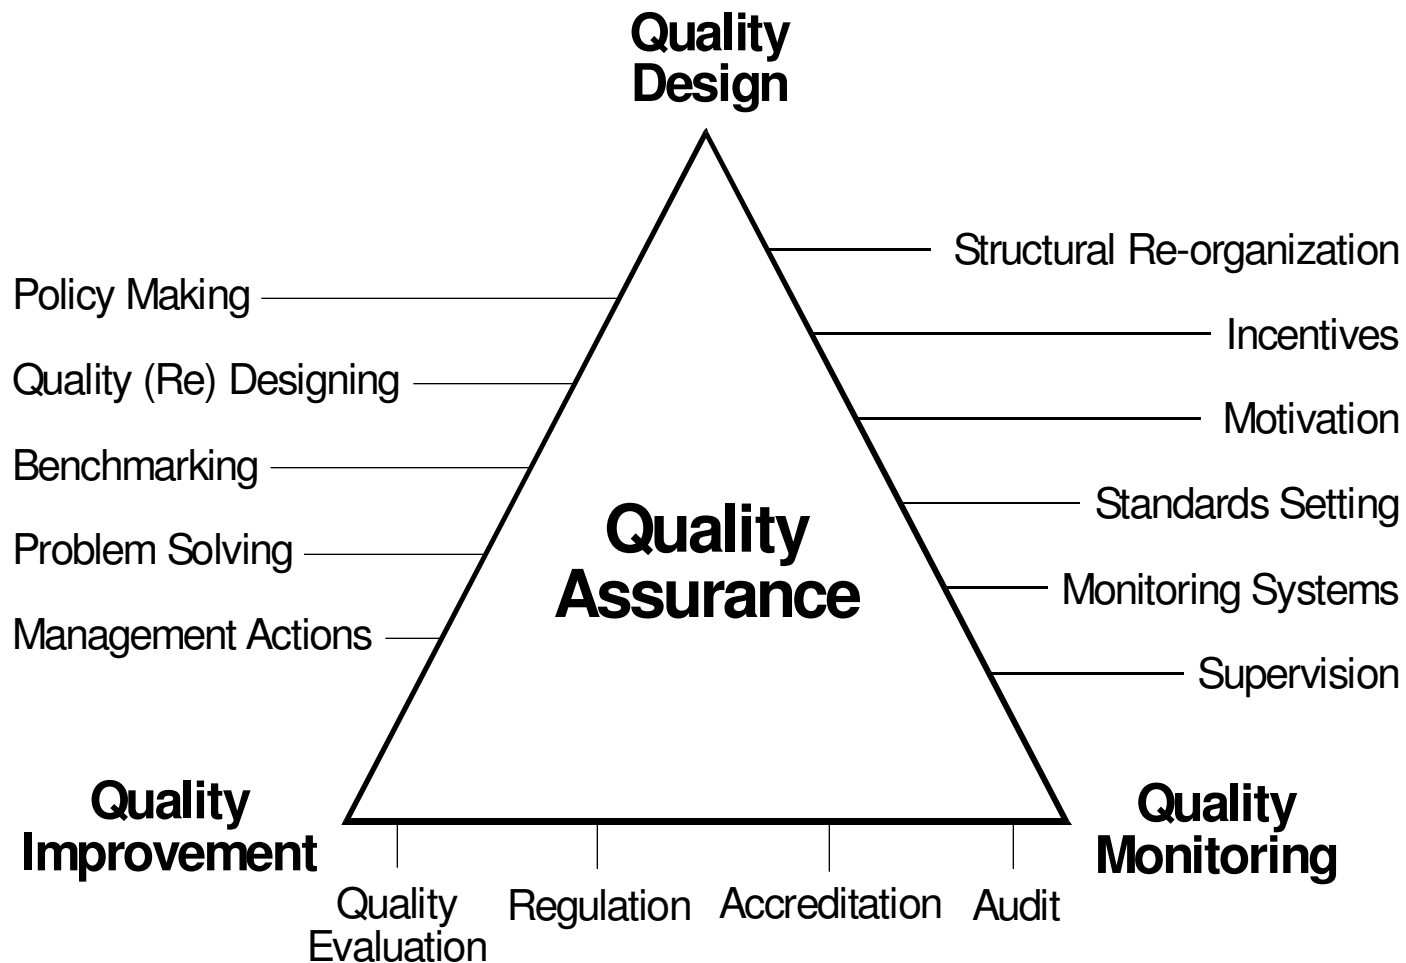 Quality
Design
Structural Re-organization
Policy Making
Incentives
Quality (Re) Designing
Motivation
Benchmarking
Standards Setting
Quality
Assurance
Problem Solving
Monitoring Systems
Management Actions
Supervision
Quality
Improvement
Quality
Monitoring
Quality
Evaluation
Regulation
Accreditation
Audit